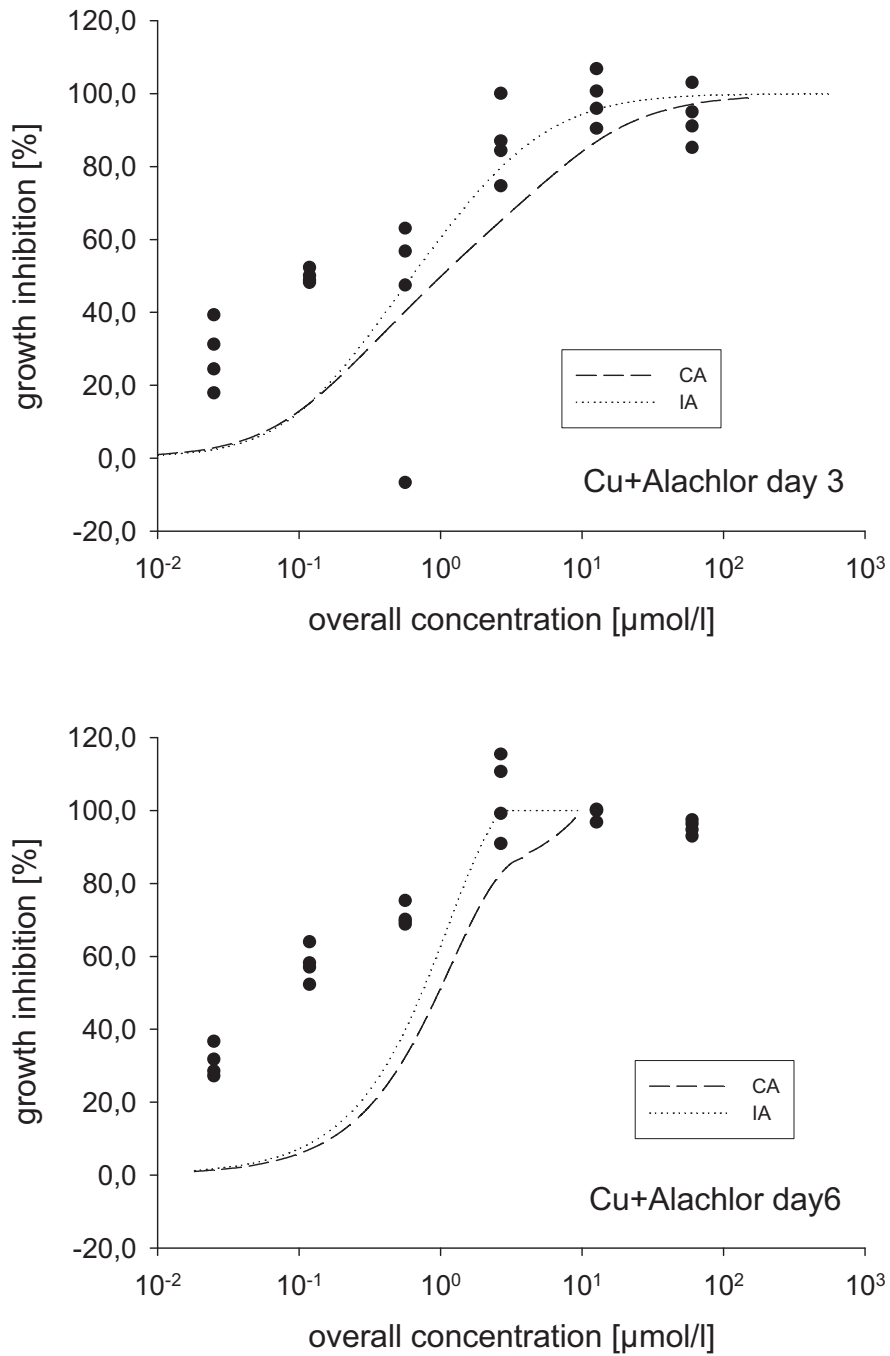 120,0
100,0
80,0
60,0
40,0
20,0
0,0
-20,0
growth inhibition [%]
CA
IA
Cu+Alachlor day 3
10⁻² 10⁻¹ 10⁰ 10¹ 10² 10³
overall concentration [µmol/l]
120,0
100,0
80,0
60,0
40,0
20,0
0,0
-20,0
growth inhibition [%]
CA
IA
Cu+Alachlor day6
10⁻² 10⁻¹ 10⁰ 10¹ 10² 10³
overall concentration [µmol/l]